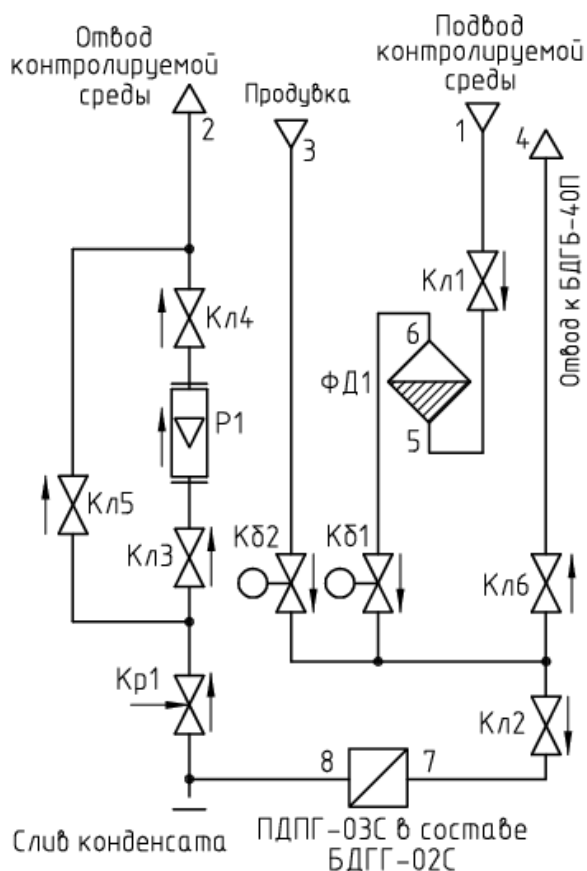 Отвод
контролируемой
среды
2
Продувка
3
Подвод
контролируемой
среды
1
4
Отвод к БДГБ-40П
Кл1
Кл4
6
ФД1
5
Р1
Кл5
Кл3
Кб2
Кб1
Кл6
Кр1
Кл2
8
7
Слив конденсата
ПДПГ-03С в составе
БДГГ-02С